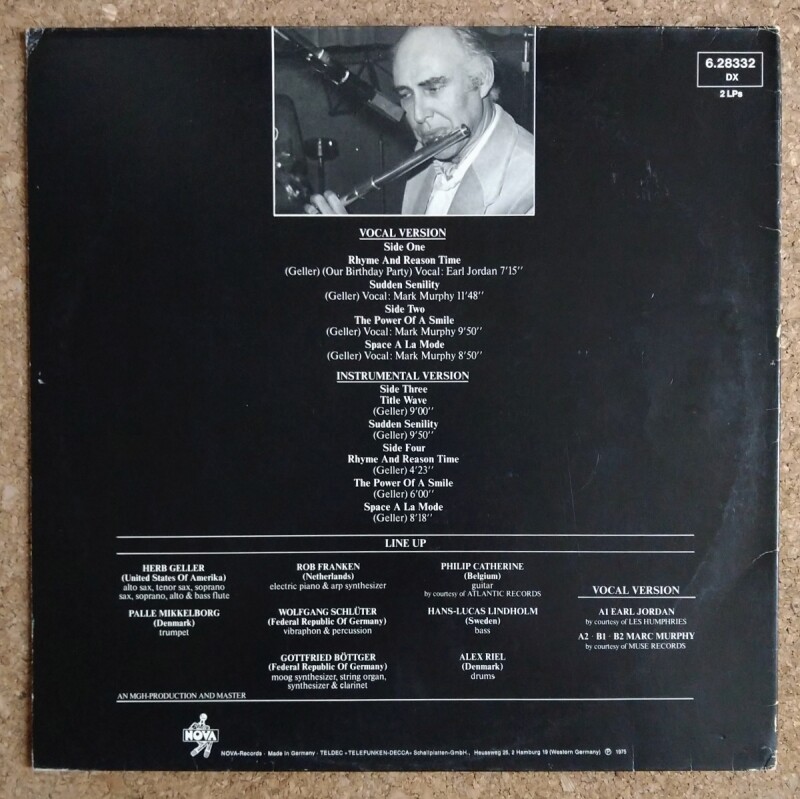 6.28332
DX
2 LPs
VOCAL VERSION
Side One
Rhyme And Reason Time
(Geller) (Our Birthday Party) Vocal: Earl Jordan 7'15''
Sudden Senility
(Geller) Vocal: Mark Murphy 11'48''
Side Two
The Power Of A Smile
(Geller) Vocal: Mark Murphy 9'50''
Space A La Mode
(Geller) Vocal: Mark Murphy 8'50''
INSTRUMENTAL VERSION
Side Three
Title Wave
(Geller) 9'00''
Sudden Senility
(Geller) 9'50''
Side Four
Rhyme And Reason Time
(Geller) 4'23''
The Power Of A Smile
(Geller) 6'00''
Space A La Mode
(Geller) 8'18''
LINE UP
HERB GELLER
(United States Of Amerika)
alto sax, tenor sax, soprano
sax, soprano, alto & bass flute
PALLE MIKKELBORG
(Denmark)
trumpet
ROB FRANKEN
(Netherlands)
electric piano & arp synthesizer
WOLFGANG SCHLÜTER
(Federal Republic Of Germany)
vibraphon & percussion
GOTTFRIED BÖTTGER
(Federal Republic Of Germany)
moog synthesizer, string organ,
synthesizer & clarinet
PHILIP CATHERINE
(Belgium)
guitar
by courtesy of ATLANTIC RECORDS
HANS-LUCAS LINDHOLM
(Sweden)
bass
ALEX RIEL
(Denmark)
drums
VOCAL VERSION
A1 EARL JORDAN
by courtesy of LES HUMPHRIES
A2 · B1 · B2 MARC MURPHY
by courtesy of MUSE RECORDS
AN MGH-PRODUCTION AND MASTER
NOVA
NOVA-Records · Made in Germany · TELDEC »TELEFUNKEN-DECCA« Schallplatten-GmbH., Heussweg 25, 2 Hamburg 19 (Western Germany) Ⓟ 1975